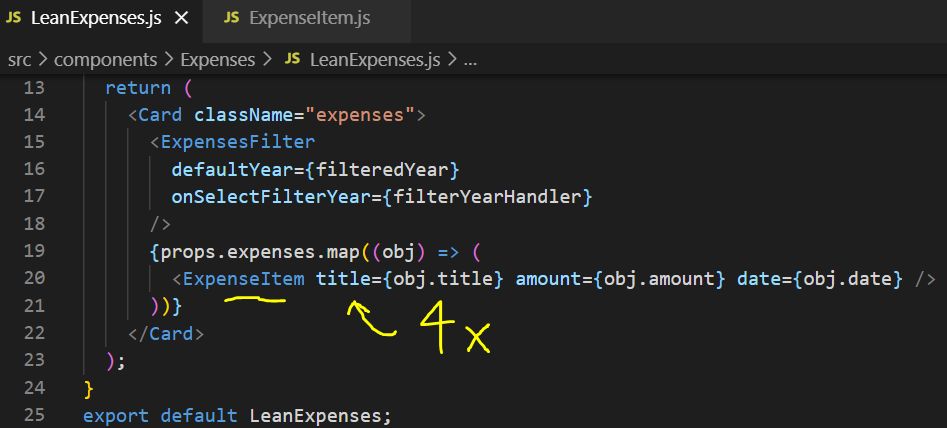 JS LeanExpenses.js × JS ExpenseItem.js
src > components > Expenses > JS LeanExpenses.js > ...
13 return (
14 <Card className="expenses">
15 <ExpensesFilter
16 defaultYear={filteredYear}
17 onSelectFilterYear={filterYearHandler}
18 />
19 {props.expenses.map((obj) => (
20 <ExpenseItem title={obj.title} amount={obj.amount} date={obj.date} />
21 ))}
4x
22 </Card>
23 );
24 }
25 export default LeanExpenses;